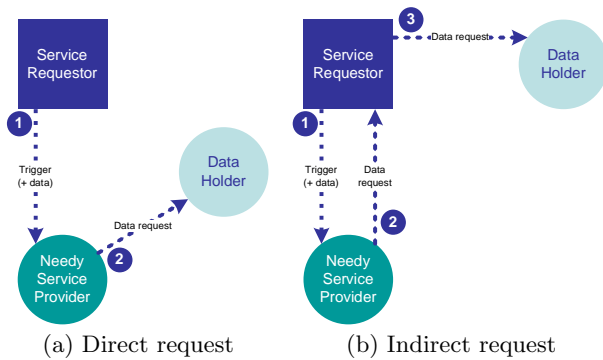 Service
Requestor
1
Trigger
(+ data)
Data
Holder
Data request
2
Needy
Service
Provider
(a) Direct request
Service
Requestor
3
Data request
Data
Holder
1
Trigger
(+ data)
Data
request
2
Needy
Service
Provider
(b) Indirect request